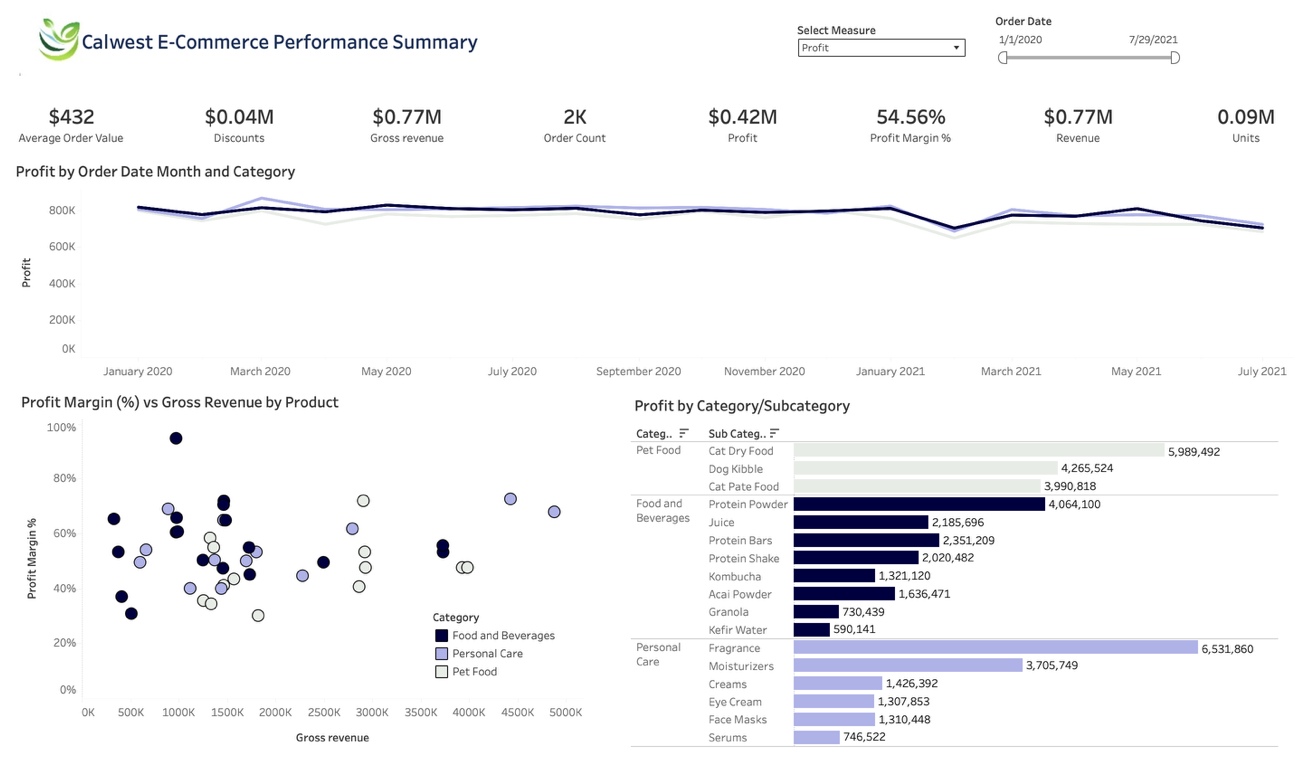 Calwest E-Commerce Performance Summary
Select Measure
Profit
Order Date
1/1/2020 7/29/2021
$432 $0.04M $0.77M 2K $0.42M 54.56% $0.77M 0.09M
Average Order Value Discounts Gross revenue Order Count Profit Profit Margin % Revenue Units
Profit by Order Date Month and Category
Profit
800K
600K
400K
200K
0K
January 2020 March 2020 May 2020 July 2020 September 2020 November 2020 January 2021 March 2021 May 2021 July 2021
Profit Margin (%) vs Gross Revenue by Product
Profit Margin %
100%
80%
60%
40%
20%
0%
Category
Food and Beverages
Personal Care
Pet Food
0K 500K 1000K 1500K 2000K 2500K 3000K 3500K 4000K 4500K 5000K
Gross revenue
Profit by Category/Subcategory
Categ.. Sub Categ..
Pet Food Cat Dry Food 5,989,492
Dog Kibble 4,265,524
Cat Pate Food 3,990,818
Food and Protein Powder 4,064,100
Beverages Juice 2,185,696
Protein Bars 2,351,209
Protein Shake 2,020,482
Kombucha 1,321,120
Acai Powder 1,636,471
Granola 730,439
Kefir Water 590,141
Personal Fragrance 6,531,860
Care Moisturizers 3,705,749
Creams 1,426,392
Eye Cream 1,307,853
Face Masks 1,310,448
Serums 746,522